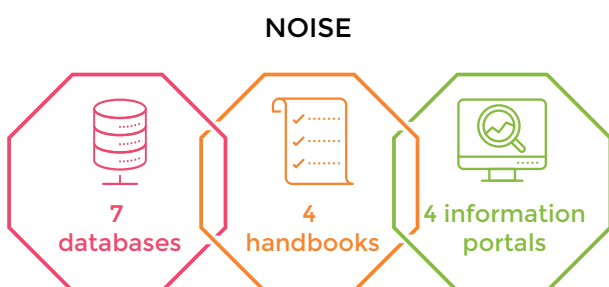 NOISE
7
databases
4
handbooks
4 information
portals